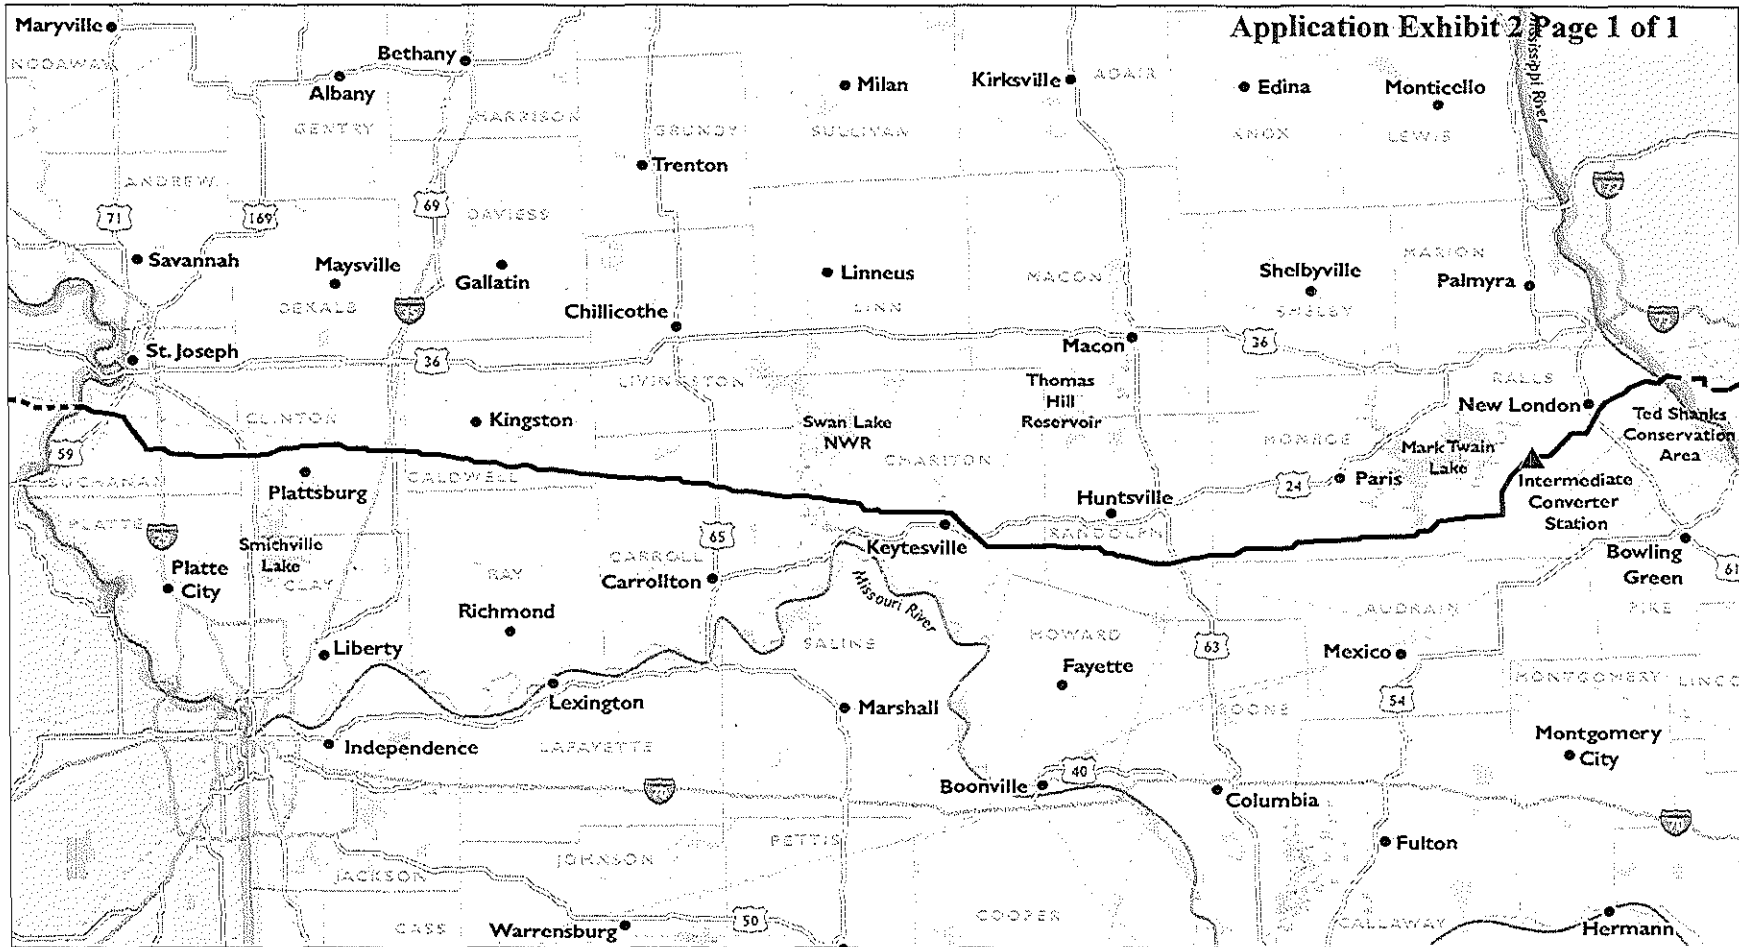 Application Exhibit 2 Page 1 of 1
Maryville
Bethany
NODAWAY
Albany
Milan
Kirksville
ADAIR
Edina
Monticello
Mississippi River
GENTRY
HARRISON
GRUNDY
SULLIVAN
KNOX
LEWIS
Trenton
ANDREW
71
169
69
DAVIESS
Savannah
Maysville
Gallatin
Linneus
MACON
Shelbyville
MARION
Palmyra
DEKALB
Chillicothe
LINN
SHELBY
St. Joseph
36
Macon
36
LIVINGSTON
Thomas
Hill
Reservoir
RALLS
New London
Ted Shanks
Conservation
Area
CLINTON
Kingston
Swan Lake
NWR
MONROE
Mark Twain
Lake
59
CHARITON
BUCHANAN
Plattsburg
CALDWELL
24
Paris
Intermediate
Converter
Station
Huntsville
PLATTE
65
RANDOLPH
Keytesville
Smithville
Lake
CARROLL
Bowling
Green
Platte
City
CLAY
RAY
Carrollton
61
Missouri River
Richmond
AUDRAIN
PIKE
SALINE
HOWARD
63
Liberty
Mexico
Fayette
MONTGOMERY
LINCO
Lexington
Marshall
BOONE
54
Independence
LAFAYETTE
Montgomery
City
Boonville
40
Columbia
PETTIS
JOHNSON
Fulton
JACKSON
CASS
Warrensburg
50
COOPER
CALLAWAY
Hermann